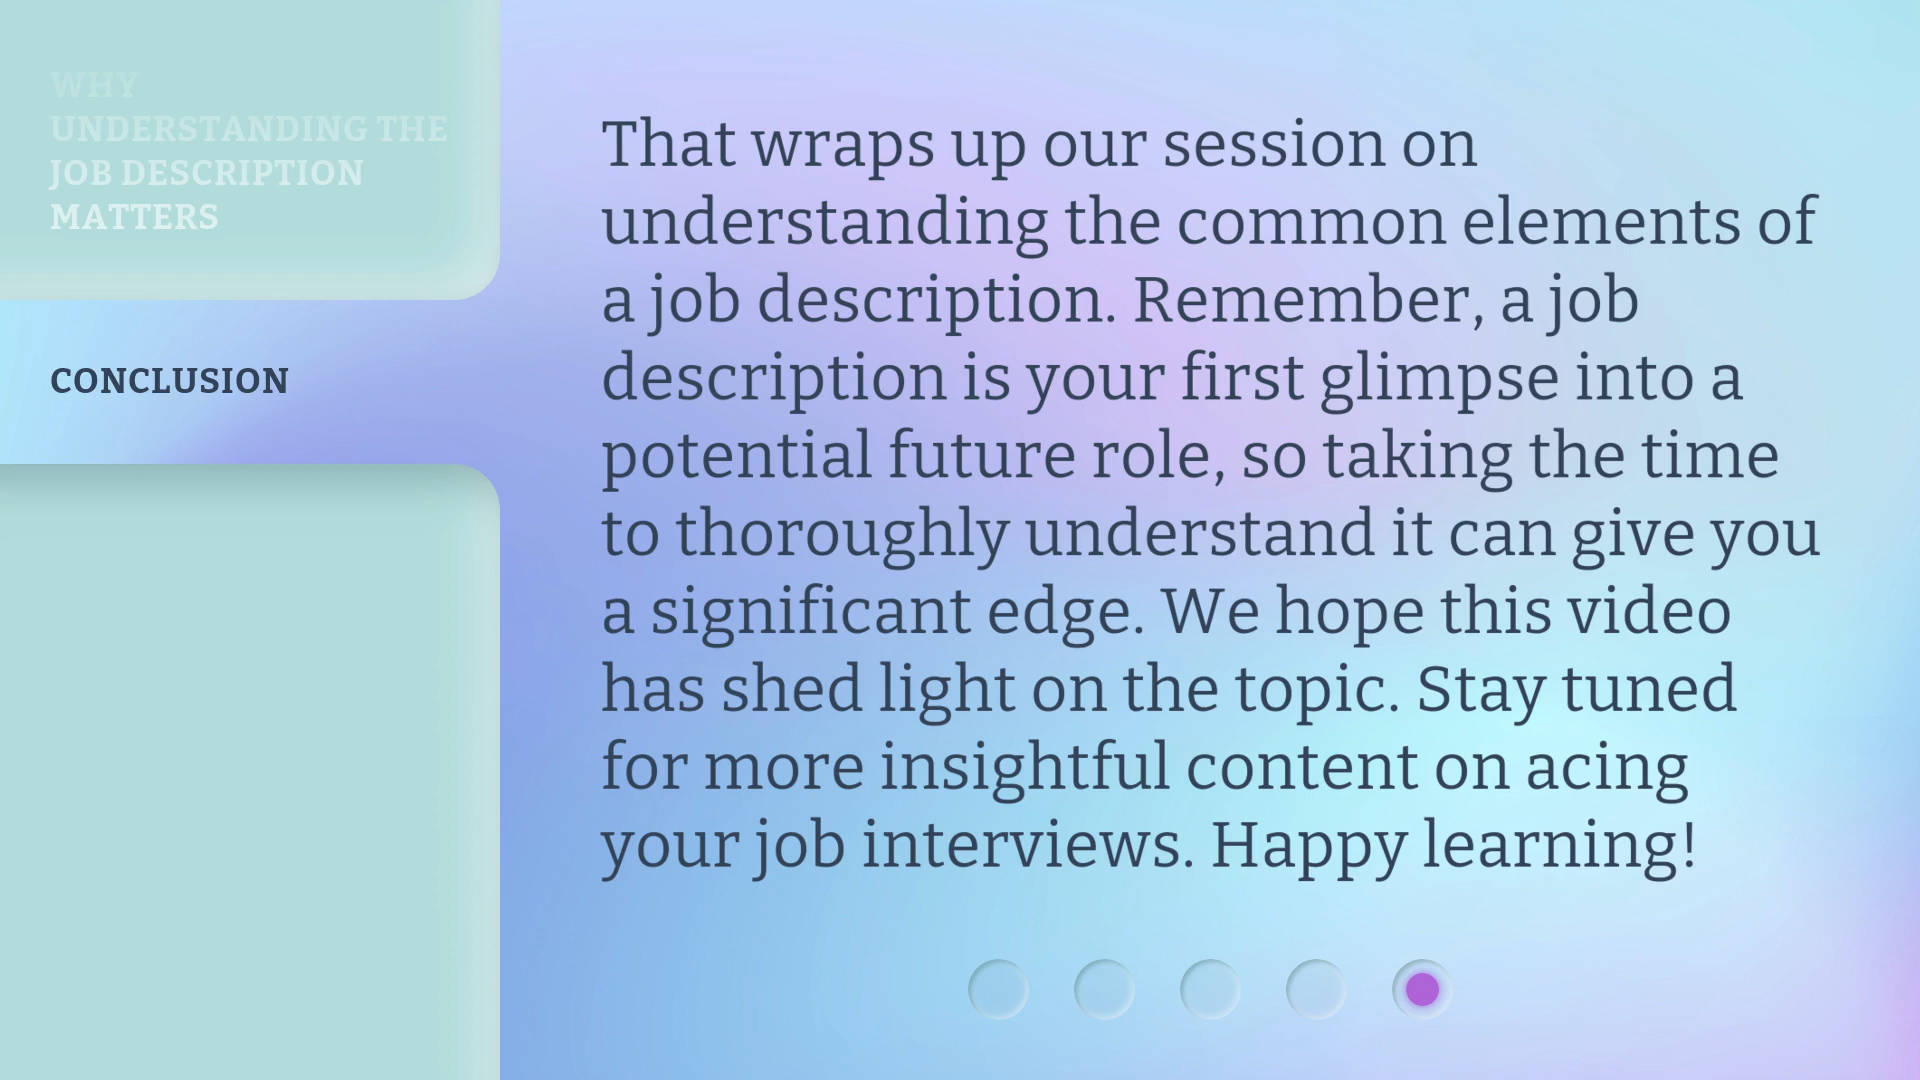 WHY
UNDERSTANDING THE
JOB DESCRIPTION
MATTERS
CONCLUSION
That wraps up our session on
understanding the common elements of
a job description. Remember, a job
description is your first glimpse into a
potential future role, so taking the time
to thoroughly understand it can give you
a significant edge. We hope this video
has shed light on the topic. Stay tuned
for more insightful content on acing
your job interviews. Happy learning!